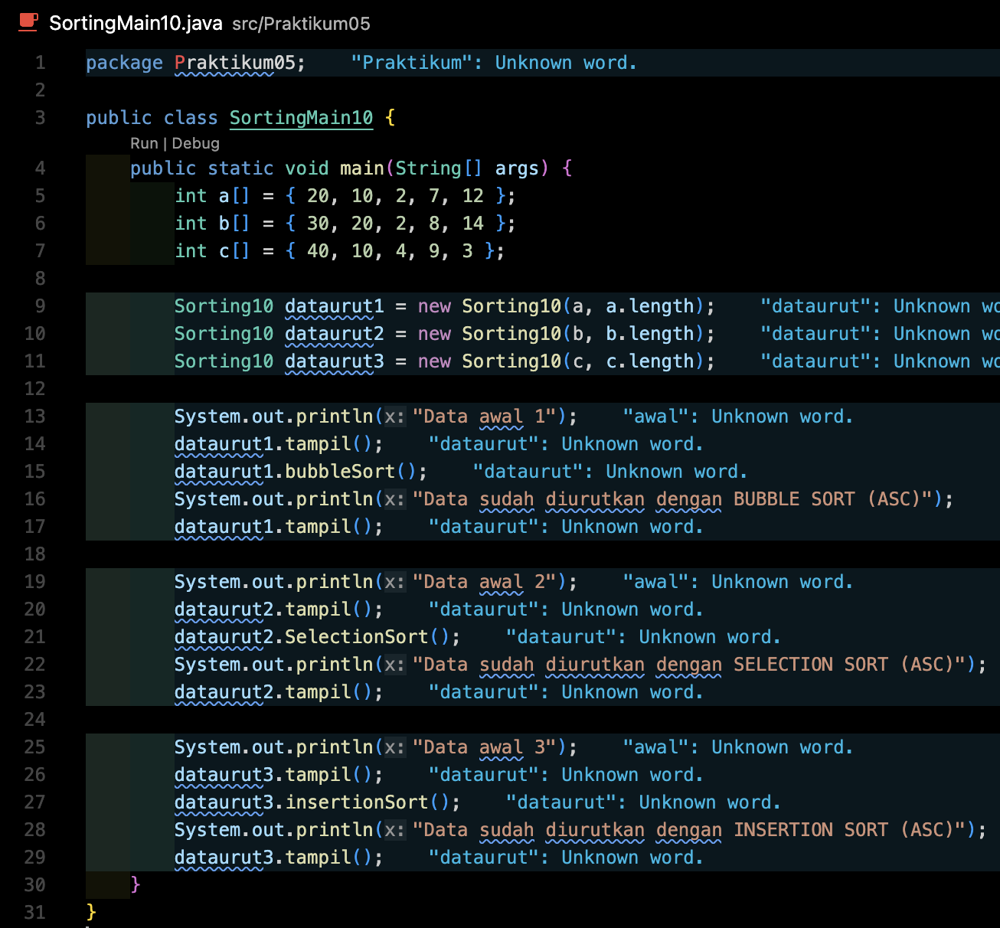 SortingMain10.java src/Praktikum05
1 package Praktikum05; "Praktikum": Unknown word.
2
3 public class SortingMain10 {
Run | Debug
4 public static void main(String[] args) {
5 int a[] = { 20, 10, 2, 7, 12 };
6 int b[] = { 30, 20, 2, 8, 14 };
7 int c[] = { 40, 10, 4, 9, 3 };
8
9 Sorting10 dataurut1 = new Sorting10(a, a.length); "dataurut": Unknown wo
10 Sorting10 dataurut2 = new Sorting10(b, b.length); "dataurut": Unknown wo
11 Sorting10 dataurut3 = new Sorting10(c, c.length); "dataurut": Unknown wo
12
13 System.out.println(x: "Data awal 1"); "awal": Unknown word.
14 dataurut1.tampil(); "dataurut": Unknown word.
15 dataurut1.bubbleSort(); "dataurut": Unknown word.
16 System.out.println(x: "Data sudah diurutkan dengan BUBBLE SORT (ASC)");
17 dataurut1.tampil(); "dataurut": Unknown word.
18
19 System.out.println(x: "Data awal 2"); "awal": Unknown word.
20 dataurut2.tampil(); "dataurut": Unknown word.
21 dataurut2.SelectionSort(); "dataurut": Unknown word.
22 System.out.println(x: "Data sudah diurutkan dengan SELECTION SORT (ASC)");
23 dataurut2.tampil(); "dataurut": Unknown word.
24
25 System.out.println(x: "Data awal 3"); "awal": Unknown word.
26 dataurut3.tampil(); "dataurut": Unknown word.
27 dataurut3.insertionSort(); "dataurut": Unknown word.
28 System.out.println(x: "Data sudah diurutkan dengan INSERTION SORT (ASC)");
29 dataurut3.tampil(); "dataurut": Unknown word.
30 }
31 }